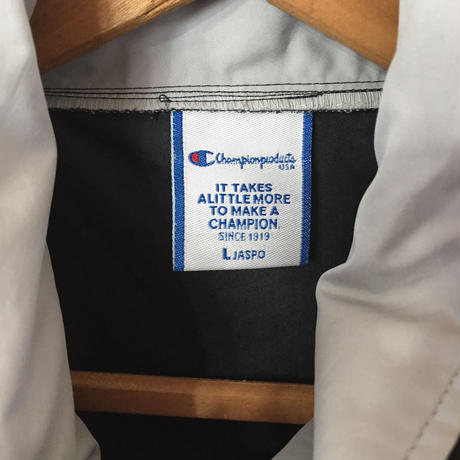 Championproducts
USA
IT TAKES
ALITTLE MORE
TO MAKE A
CHAMPION.
SINCE 1919
L JASPO